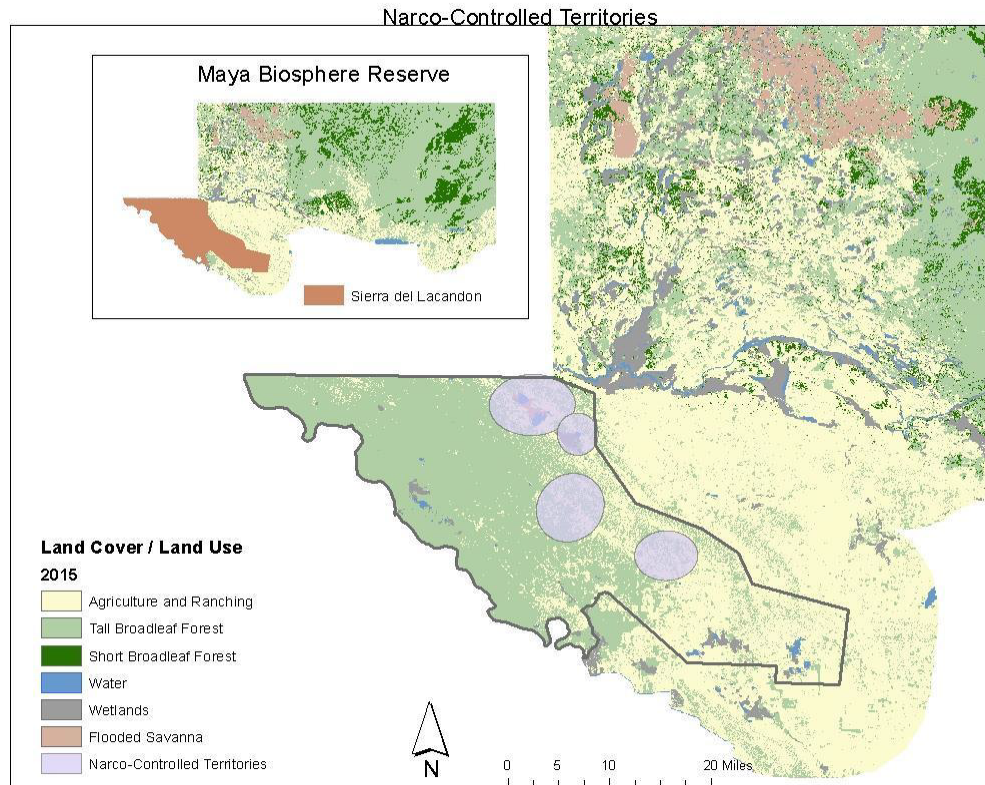 Narco-Controlled Territories
Maya Biosphere Reserve
Sierra del Lacandon
Land Cover / Land Use
2015
Agriculture and Ranching
Tall Broadleaf Forest
Short Broadleaf Forest
Water
Wetlands
Flooded Savanna
Narco-Controlled Territories
N
0 5 10 20 Miles